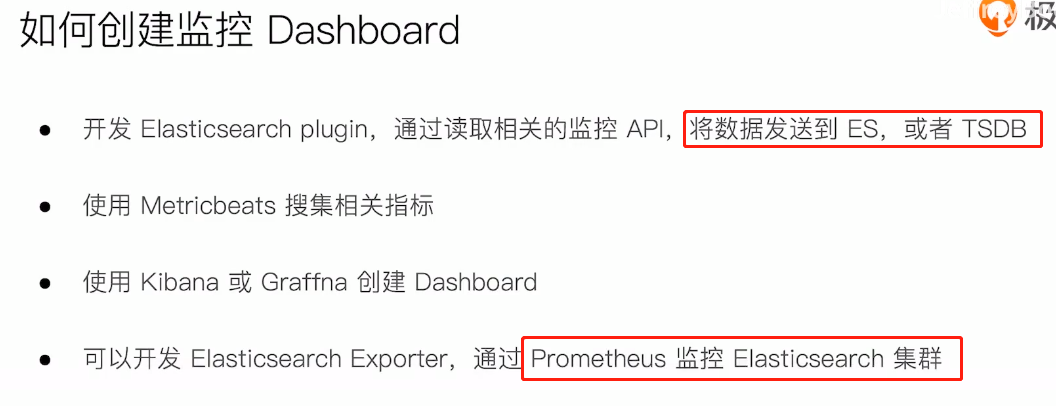 如何创建监控 Dashboard
极
• 开发 Elasticsearch plugin，通过读取相关的监控 API，将数据发送到 ES，或者 TSDB
• 使用 Metricbeats 搜集相关指标
• 使用 Kibana 或 Graffna 创建 Dashboard
• 可以开发 Elasticsearch Exporter，通过 Prometheus 监控 Elasticsearch 集群